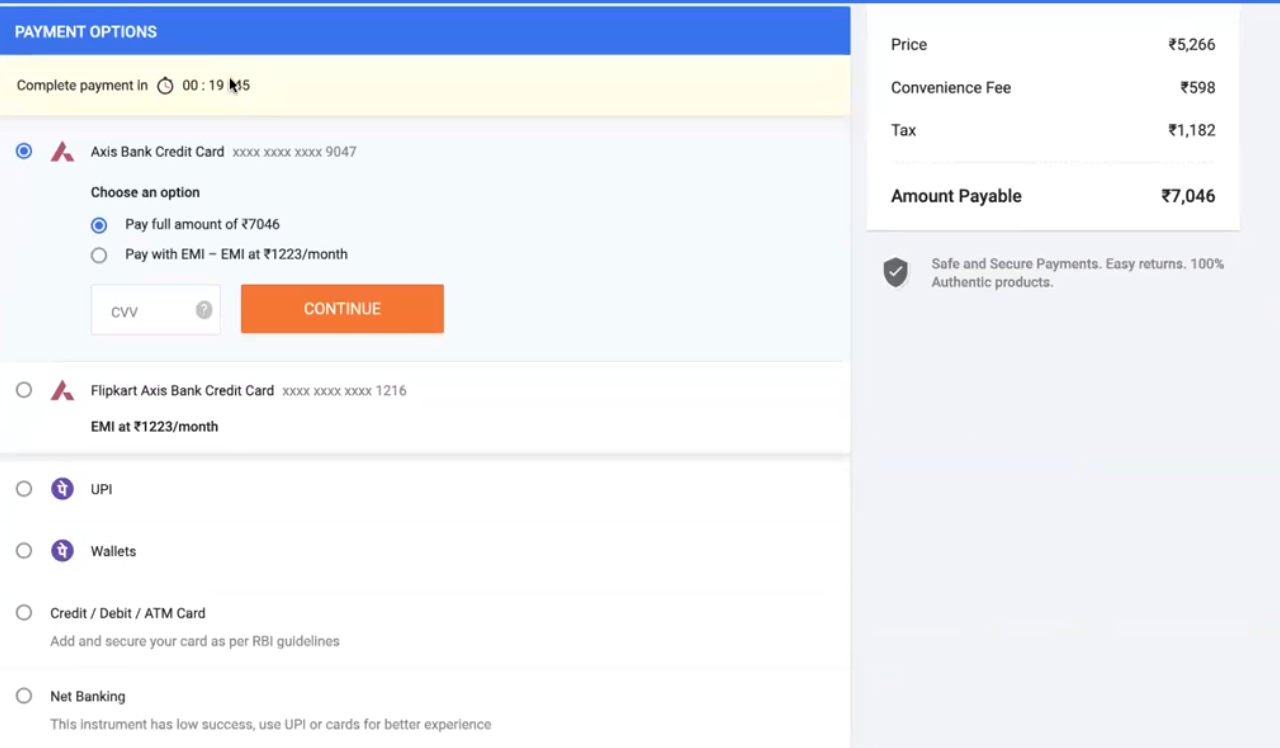 PAYMENT OPTIONS
Complete payment in 00 : 19 45
Axis Bank Credit Card xxxx xxxx xxxx 9047
Choose an option
Pay full amount of ₹7046
Pay with EMI – EMI at ₹1223/month
CVV ?
CONTINUE
Flipkart Axis Bank Credit Card xxxx xxxx xxxx 1216
EMI at ₹1223/month
पे UPI
पे Wallets
Credit / Debit / ATM Card
Add and secure your card as per RBI guidelines
Net Banking
This instrument has low success, use UPI or cards for better experience
Price ₹5,266
Convenience Fee ₹598
Tax ₹1,182
Amount Payable ₹7,046
Safe and Secure Payments. Easy returns. 100%
Authentic products.